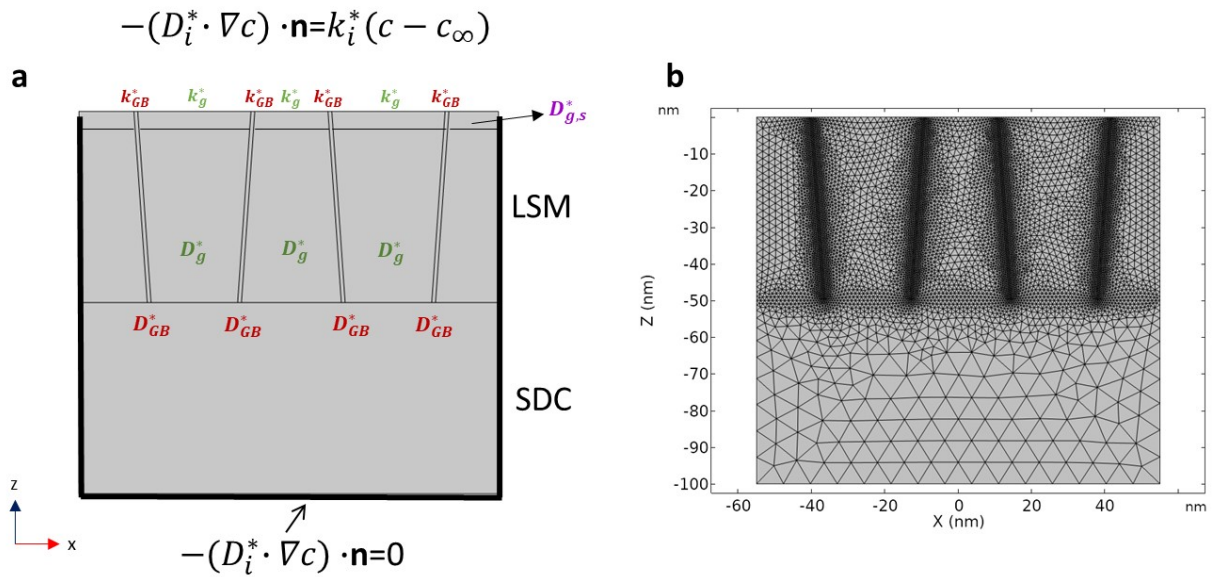 −(D*i · ∇c) · n=k*i(c − c∞)
a
k*GB k*g k*GB k*g k*GB k*g k*GB
D*g,s
LSM
D*g D*g D*g
D*GB D*GB D*GB D*GB
SDC
z
x
−(D*i · ∇c) · n=0
b
nm
-10
-20
-30
-40
-50
-60
-70
-80
-90
-100
Z (nm)
-60 -40 -20 0 20 40 nm
X (nm)